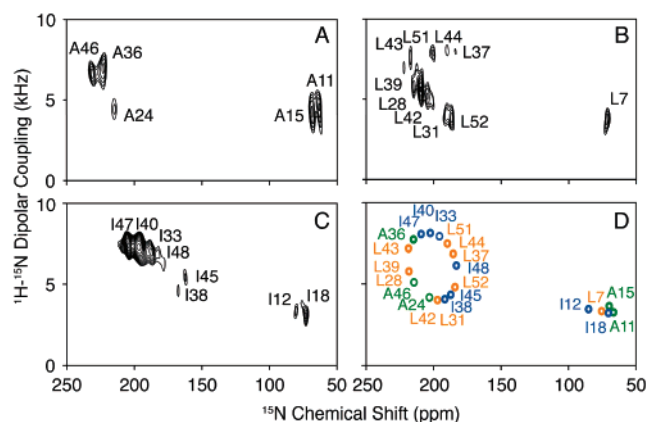 ¹H-¹⁵N Dipolar Coupling (kHz)
10
5
0
A
A46 A36
A24
A11
A15
B
L51 L44
L43
L37
L39
L28
L42
L31
L52
L7
10
5
0
C
I47 I40
I33
I48
I45
I38
I12 I18
D
I40
I47 I33
A36 L51
L43 L44
L37
L39 I48
L28 L52
A46 I45
A24 I38
L42 L31
L7 A15
I12
I18 A11
250 200 150 100 50
250 200 150 100 50
¹⁵N Chemical Shift (ppm)